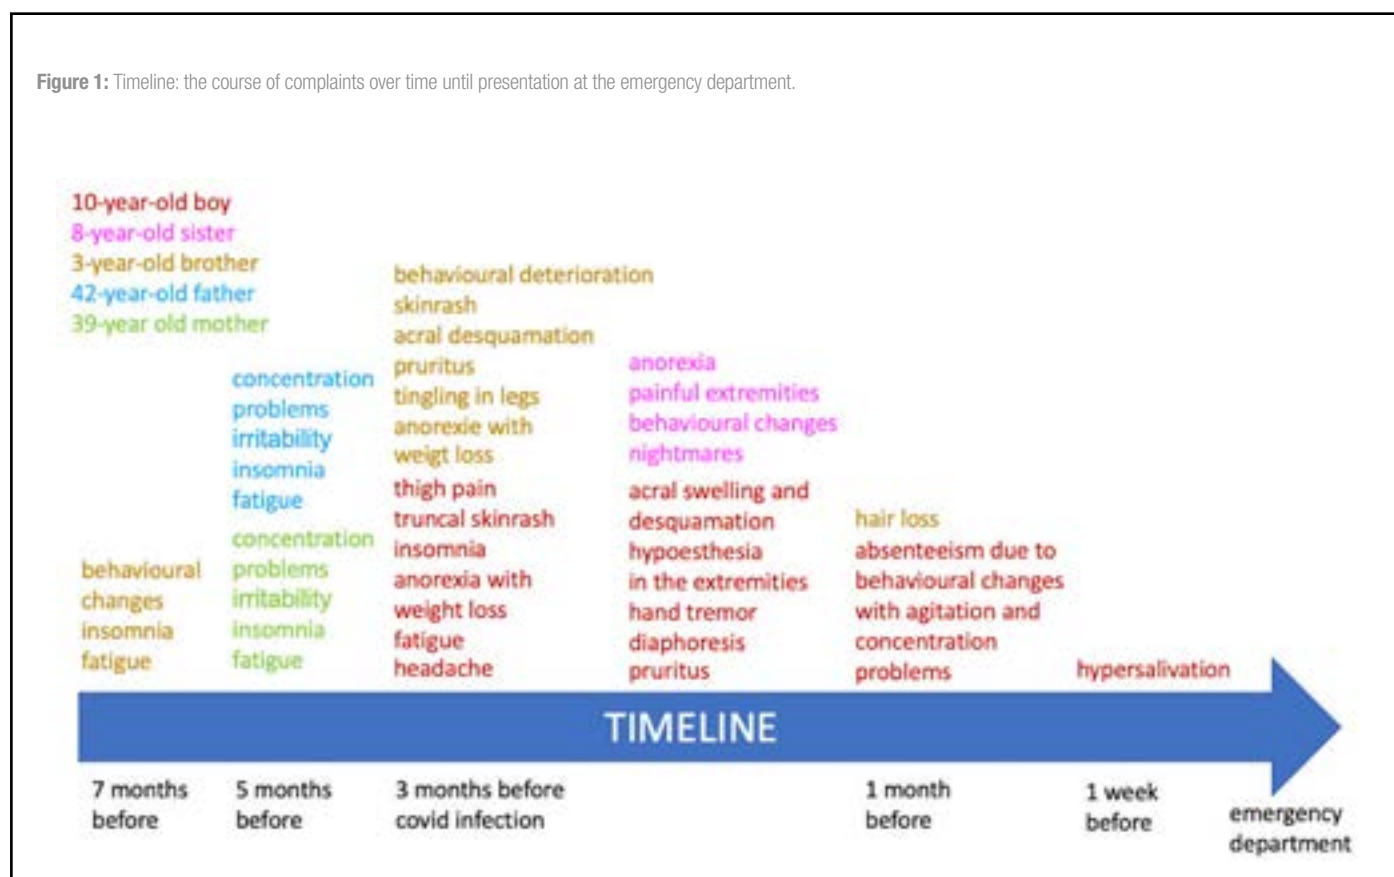 Figure 1: Timeline: the course of complaints over time until presentation at the emergency department.
10-year-old boy
8-year-old sister
3-year-old brother
42-year-old father
39-year old mother
behavioural
changes
insomnia
fatigue
concentration
problems
irritability
insomnia
fatigue
concentration
problems
irritability
insomnia
fatigue
behavioural deterioration
skinrash
acral desquamation
pruritus
tingling in legs
anorexie with
weigt loss
thigh pain
truncal skinrash
insomnia
anorexia with
weight loss
fatigue
headache
anorexia
painful extremities
behavioural changes
nightmares
acral swelling and
desquamation
hypoesthesia
in the extremities
hand tremor
diaphoresis
pruritus
hair loss
absenteeism due to
behavioural changes
with agitation and
concentration
problems
hypersalivation
TIMELINE
7 months
before
5 months
before
3 months before
covid infection
1 month
before
1 week
before
emergency
department